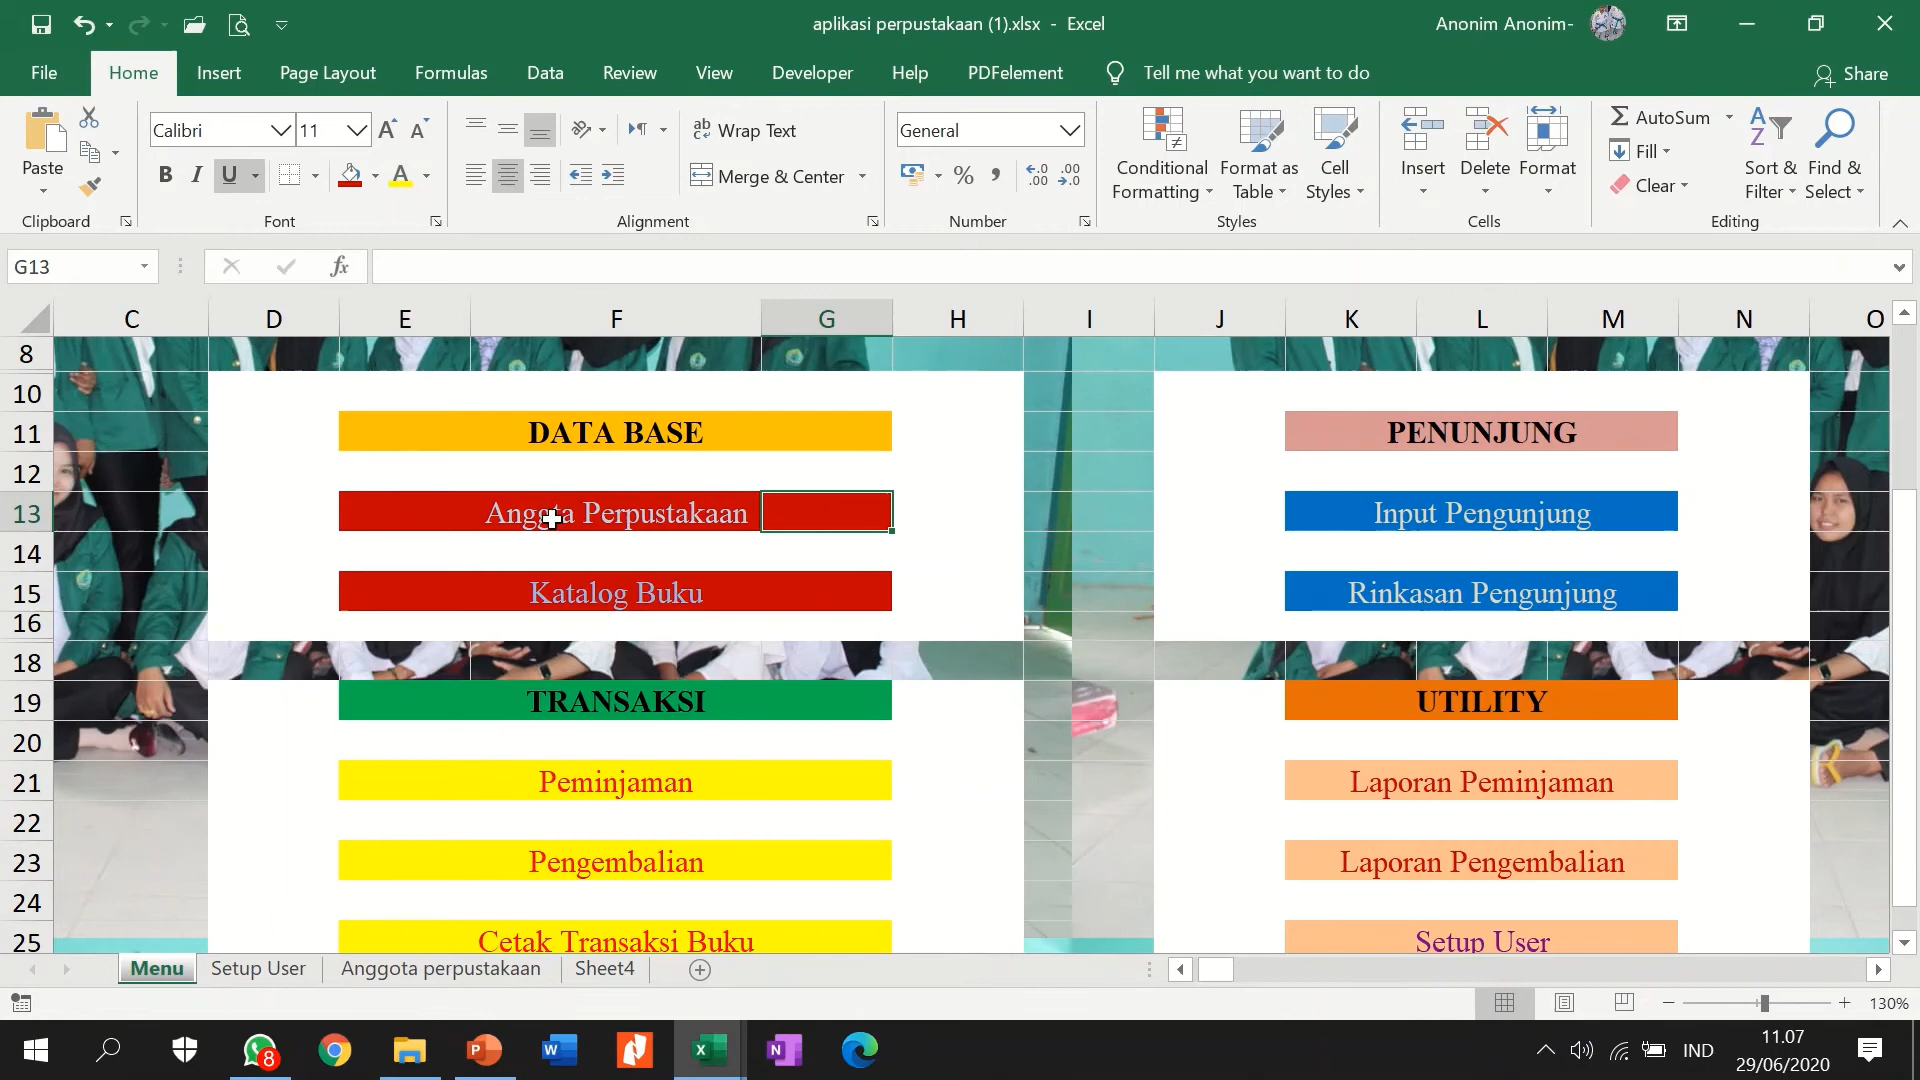 aplikasi perpustakaan (1).xlsx - Excel
Anonim Anonim-
File Home Insert Page Layout Formulas Data Review View Developer Help PDFelement Tell me what you want to do Share
Calibri 11 Wrap Text General AutoSum
Paste Conditional Formatting Format as Table Cell Styles Insert Delete Format Fill Sort & Filter Find & Select
B I U A Merge & Center % , Clear
Clipboard Font Alignment Number Styles Cells Editing
G13 fx
C D E F G H I J K L M N O
8
10
11 DATA BASE PENUNJUNG
12
13 Anggta Perpustakaan Input Pengunjung
14
15 Katalog Buku Rinkasan Pengunjung
16
18
19 TRANSAKSI UTILITY
20
21 Peminjaman Laporan Peminjaman
22
23 Pengembalian Laporan Pengembalian
24
25 Cetak Transaksi Buku Setup User
Menu Setup User Anggota perpustakaan Sheet4
130%
8 IND 11.07
29/06/2020